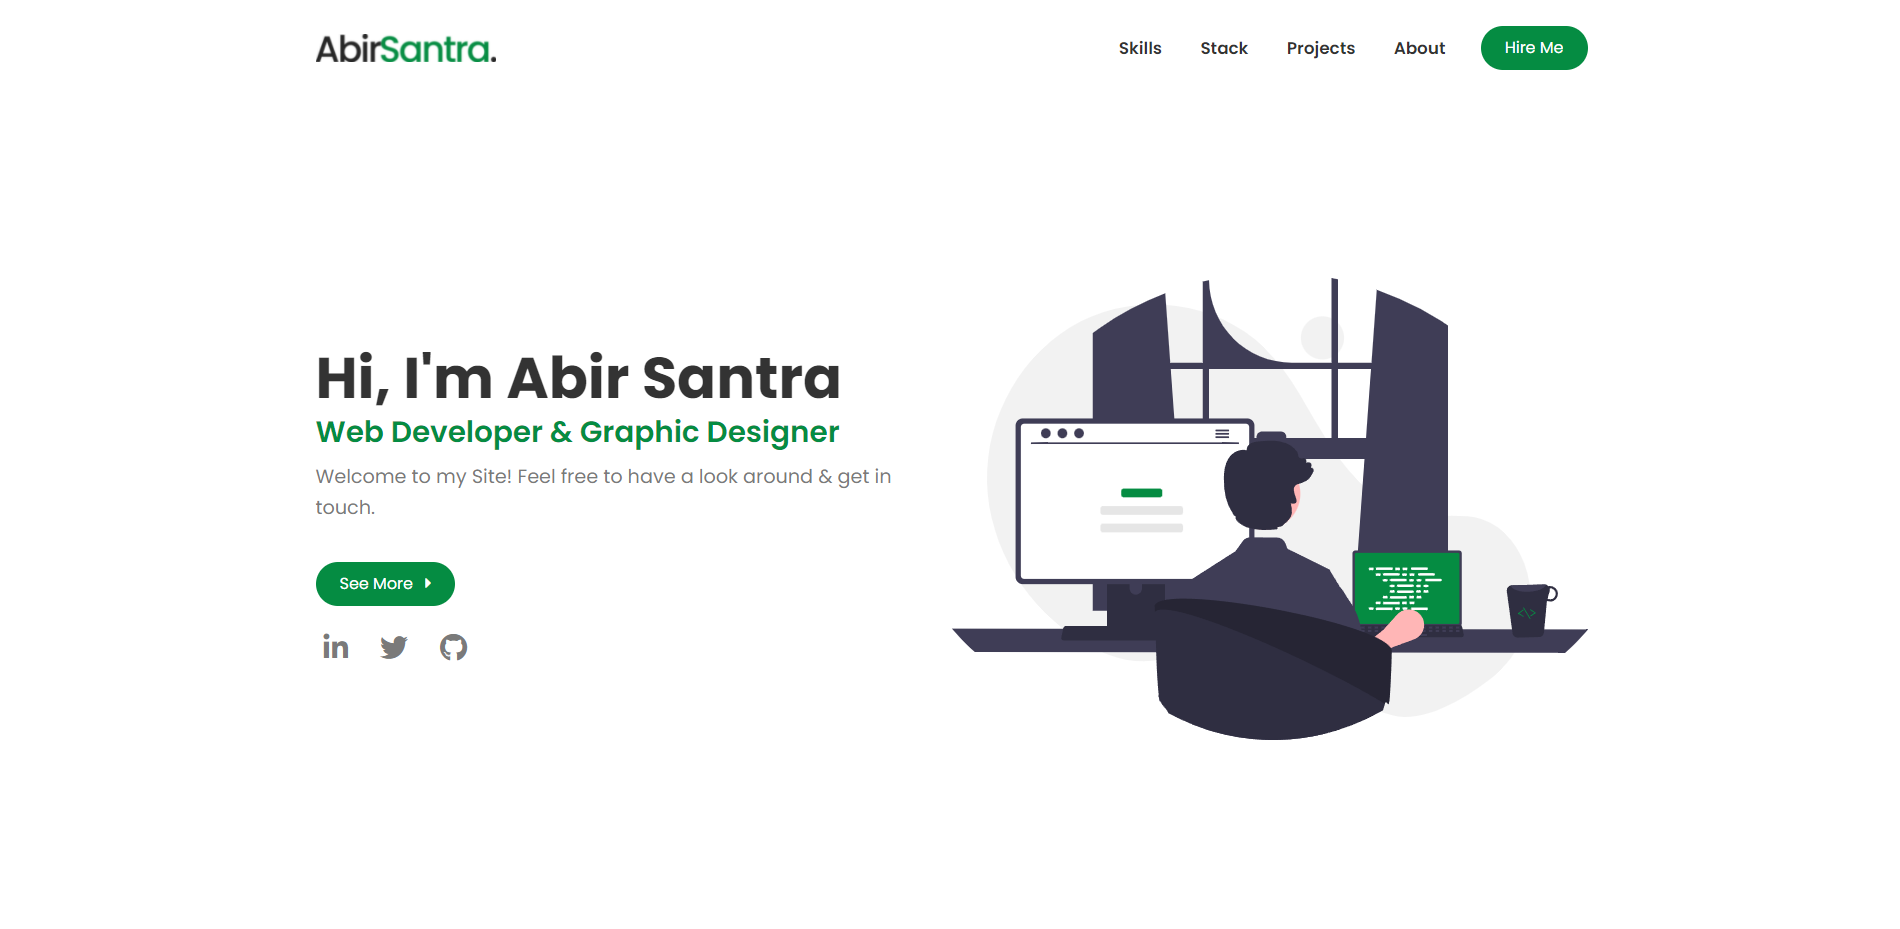 AbirSantra.
Skills
Stack
Projects
About
Hire Me
Hi, I'm Abir Santra
Web Developer & Graphic Designer
Welcome to my Site! Feel free to have a look around & get in
touch.
See More
in